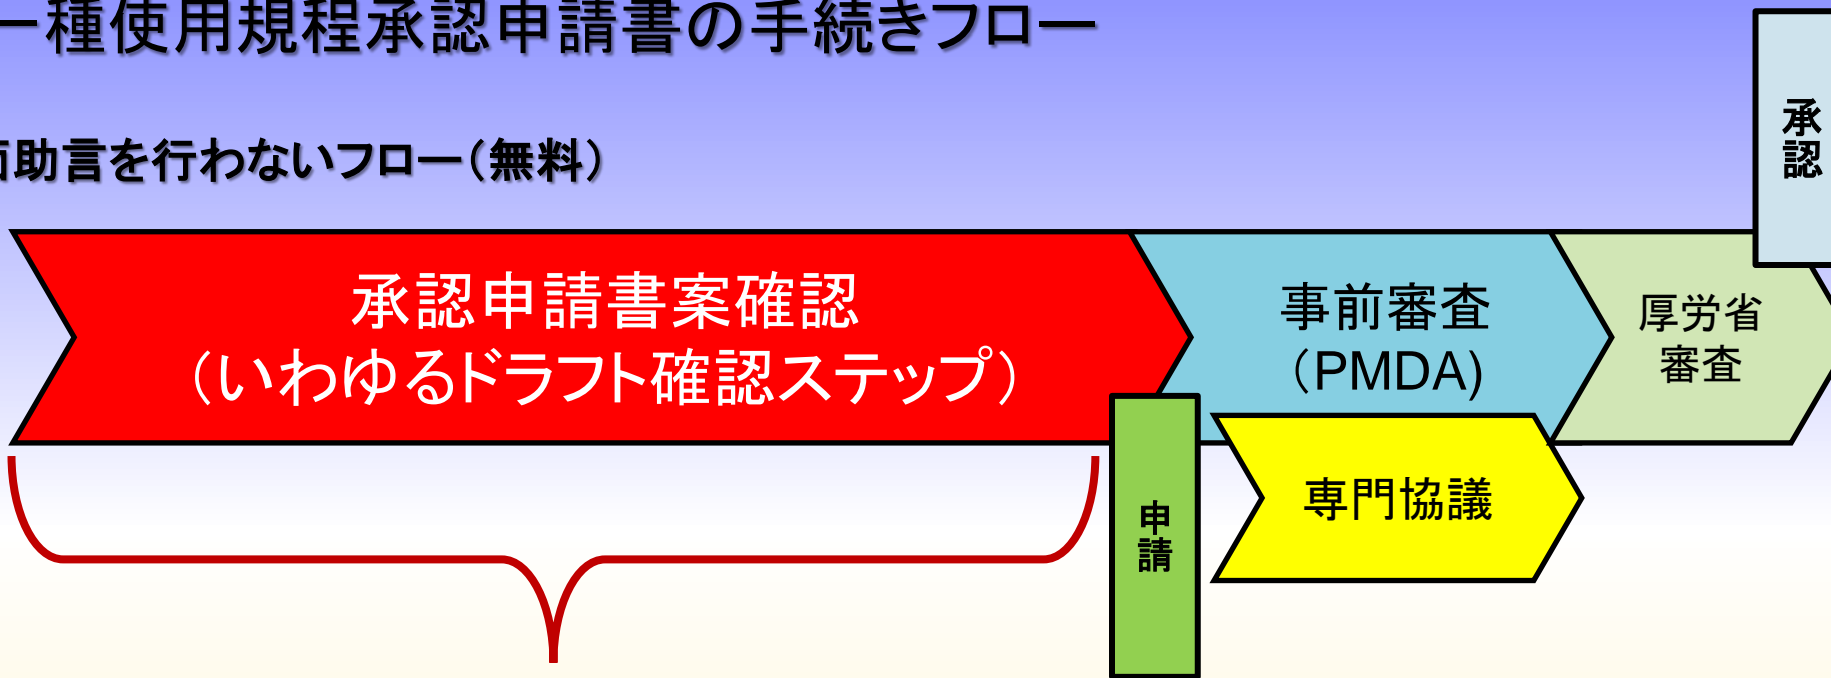 一種使用規程承認申請書の手続きフロー
面助言を行わないフロー（無料）
承認
承認申請書案確認
（いわゆるドラフト確認ステップ）
事前審査
（PMDA)
厚労省
審査
専門協議
申請